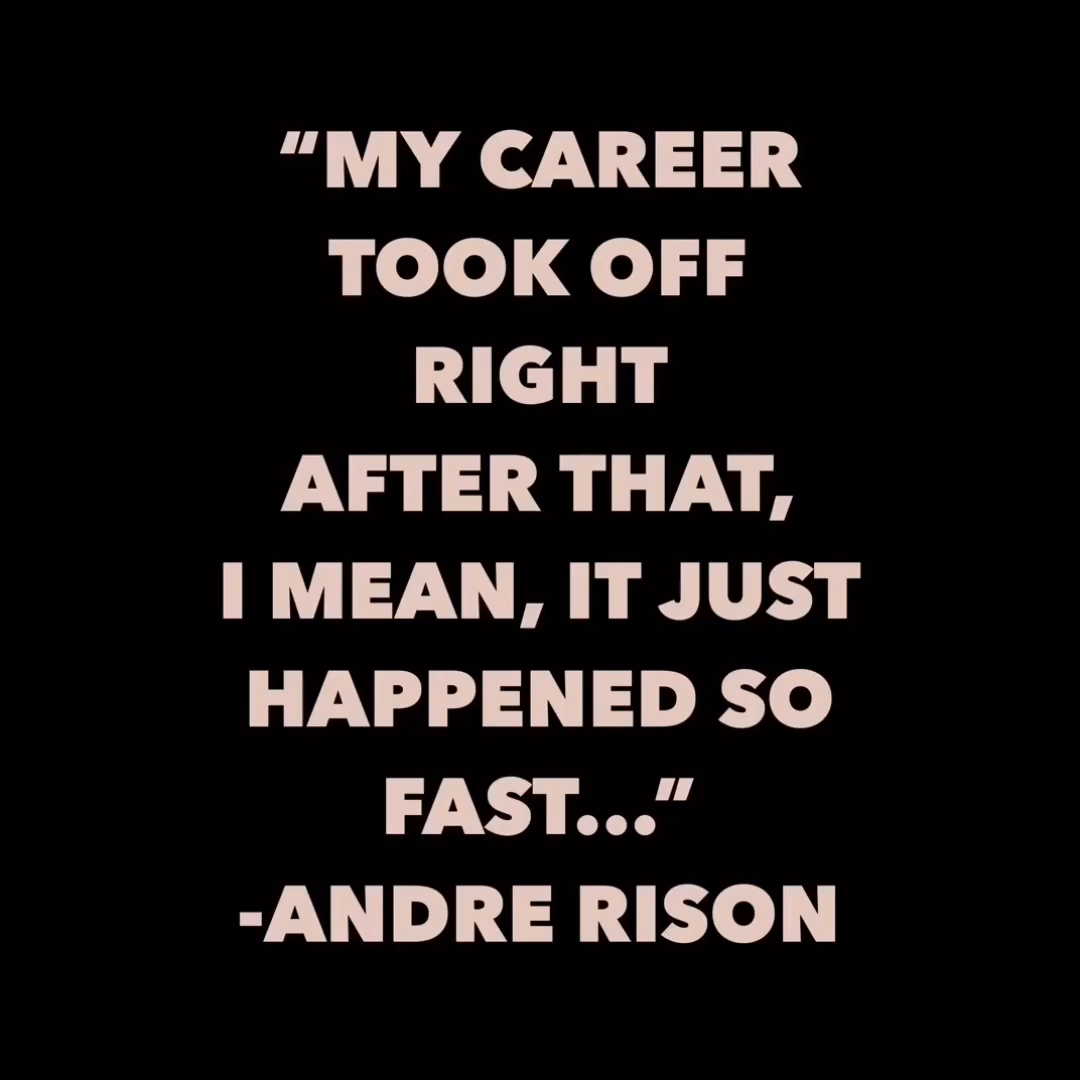 “MY CAREER
TOOK OFF
RIGHT
AFTER THAT,
I MEAN, IT JUST
HAPPENED SO
FAST...”
-ANDRE RISON